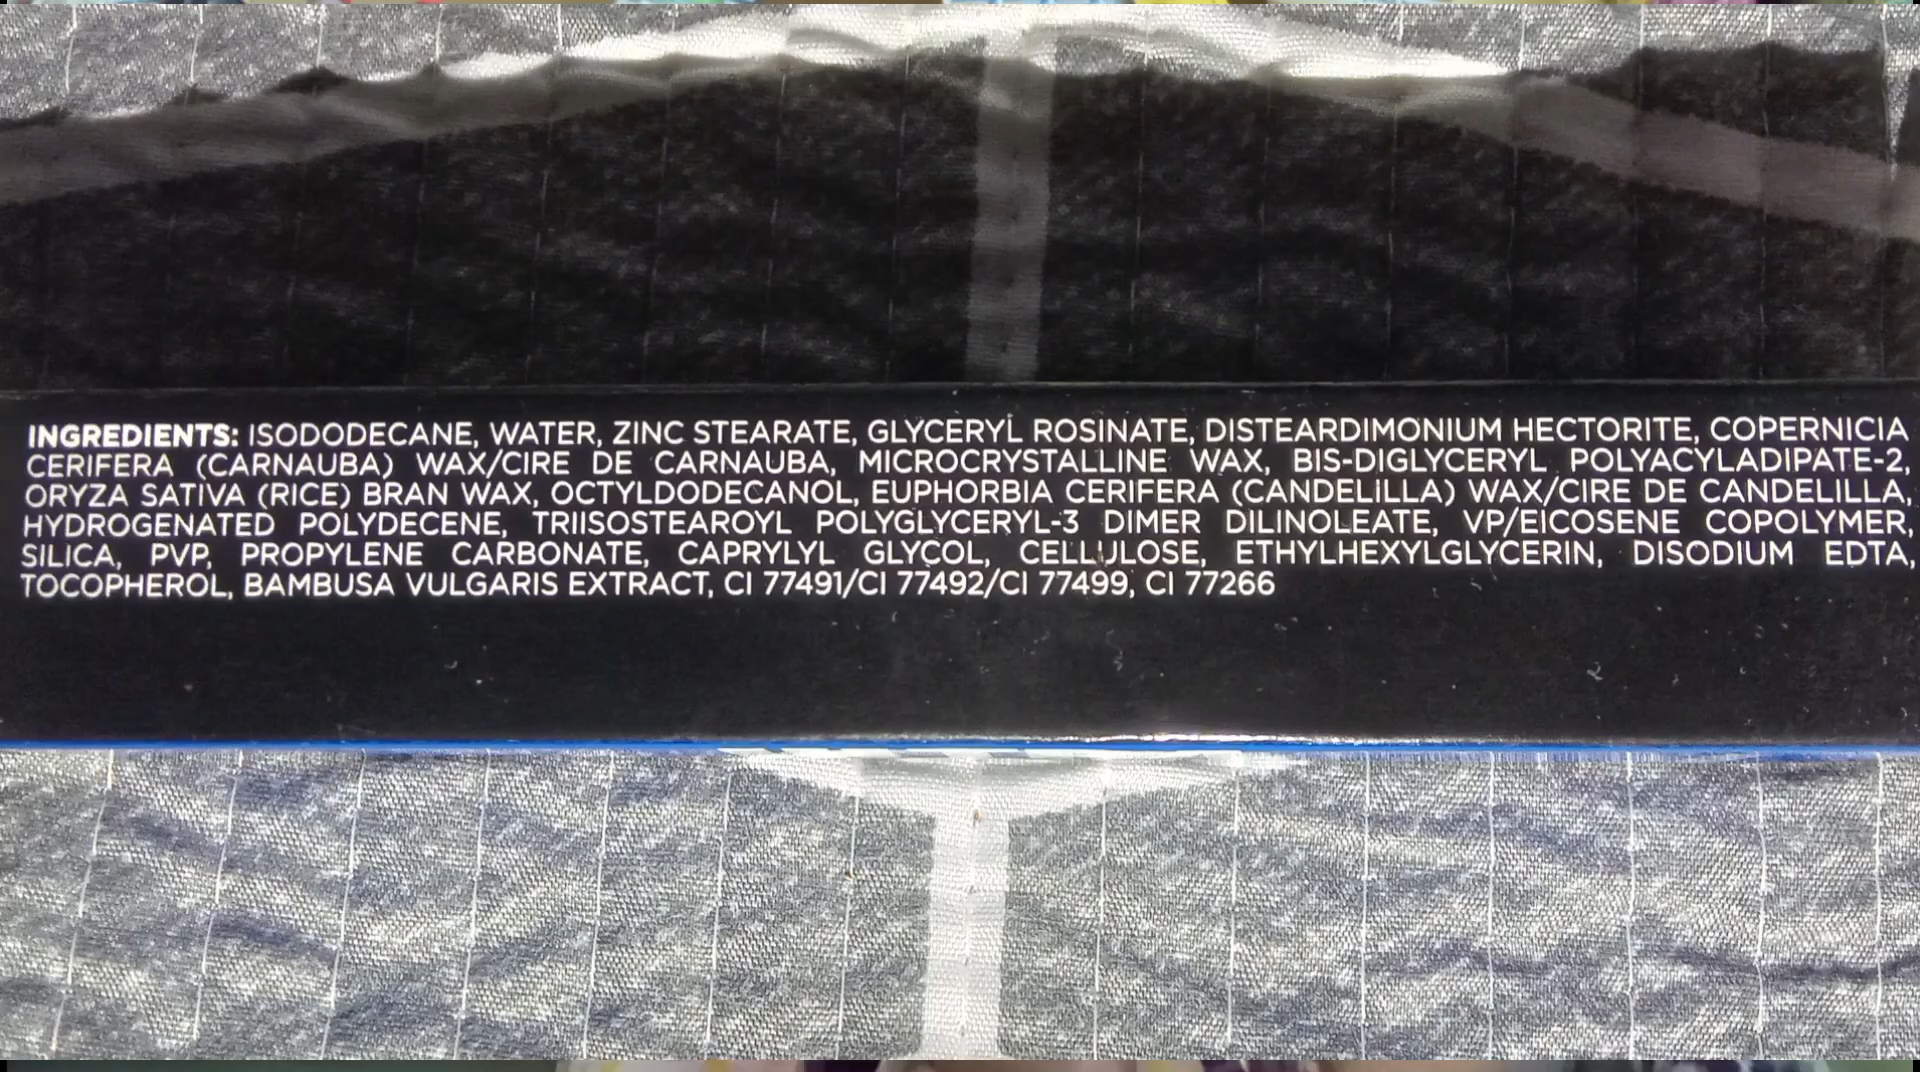 INGREDIENTS: ISODODECANE, WATER, ZINC STEARATE, GLYCERYL ROSINATE, DISTEARDIMONIUM HECTORITE, COPERNICIA
CERIFERA (CARNAUBA) WAX/CIRE DE CARNAUBA, MICROCRYSTALLINE WAX, BIS-DIGLYCERYL POLYACYLADIPATE-2,
ORYZA SATIVA (RICE) BRAN WAX, OCTYLDODECANOL, EUPHORBIA CERIFERA (CANDELILLA) WAX/CIRE DE CANDELILLA,
HYDROGENATED POLYDECENE, TRIISOSTEAROYL POLYGLYCERYL-3 DIMER DILINOLEATE, VP/EICOSENE COPOLYMER,
SILICA, PVP, PROPYLENE CARBONATE, CAPRYLYL GLYCOL, CELLULOSE, ETHYLHEXYLGLYCERIN, DISODIUM EDTA,
TOCOPHEROL, BAMBUSA VULGARIS EXTRACT, CI 77491/CI 77492/CI 77499, CI 77266